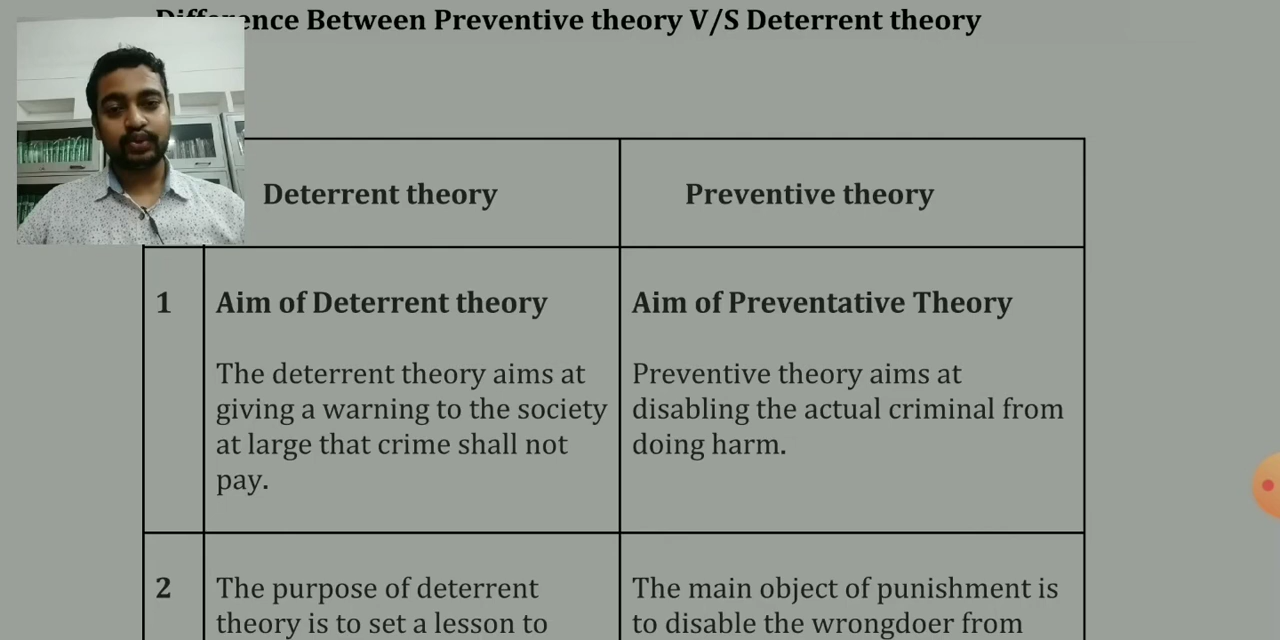 Difference Between Preventive theory V/S Deterrent theory
Deterrent theory
Preventive theory
1
Aim of Deterrent theory
The deterrent theory aims at
giving a warning to the society
at large that crime shall not
pay.
Aim of Preventative Theory
Preventive theory aims at
disabling the actual criminal from
doing harm.
2
The purpose of deterrent
theory is to set a lesson to
The main object of punishment is
to disable the wrongdoer from